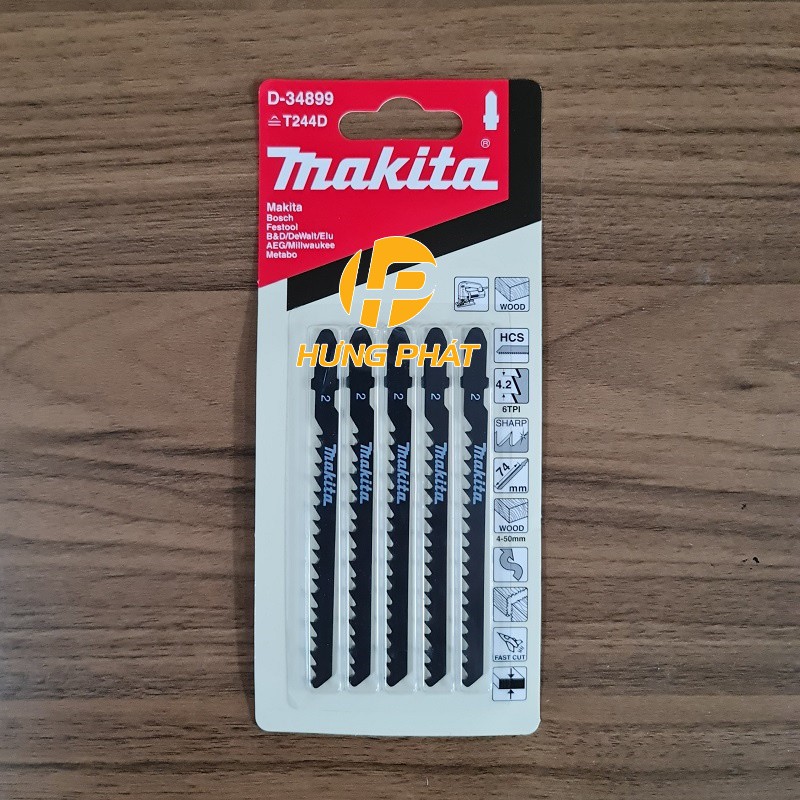 D-34899
≙T244D
makita®
Makita
Bosch
Festool
B&D/DeWalt/Elu
AEG/Millwaukee
Metabo
HP
HƯNG PHÁT
WOOD
HCS
4.2
6TPI
SHARP
74
mm
WOOD
4-50mm
FAST CUT
2
makita
2
makita
2
makita
2
makita
2
makita